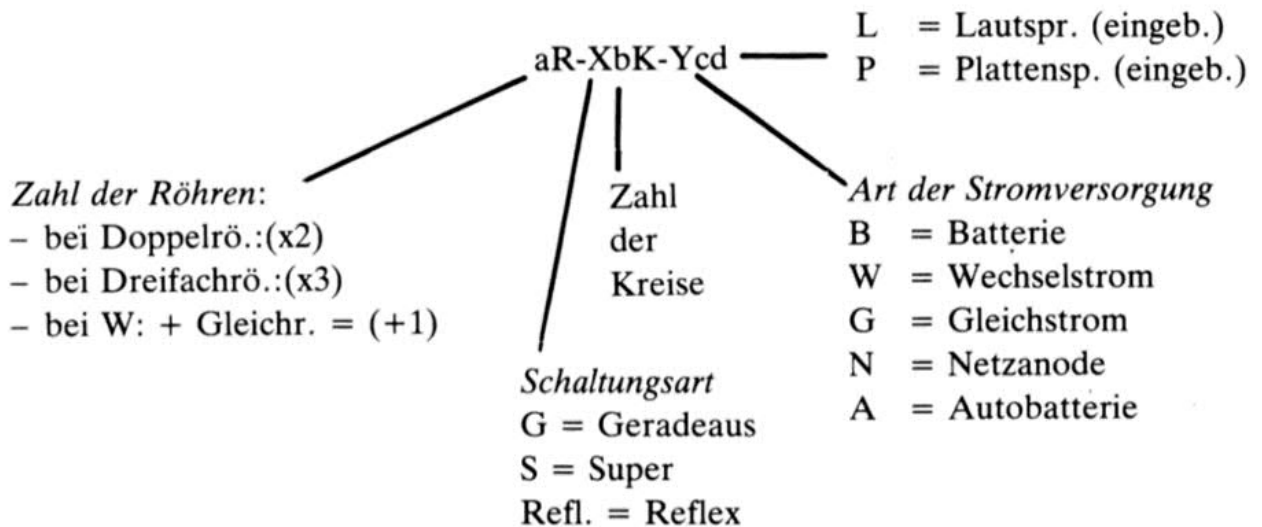 aR-XbK-Ycd
L = Lautspr. (eingeb.)
P = Plattensp. (eingeb.)
Zahl der Röhren:
– bei Doppelrö.:(x2)
– bei Dreifachrö.:(x3)
– bei W: + Gleichr. = (+1)
Schaltungsart
G = Geradeaus
S = Super
Refl. = Reflex
Zahl
der
Kreise
Art der Stromversorgung
B = Batterie
W = Wechselstrom
G = Gleichstrom
N = Netzanode
A = Autobatterie